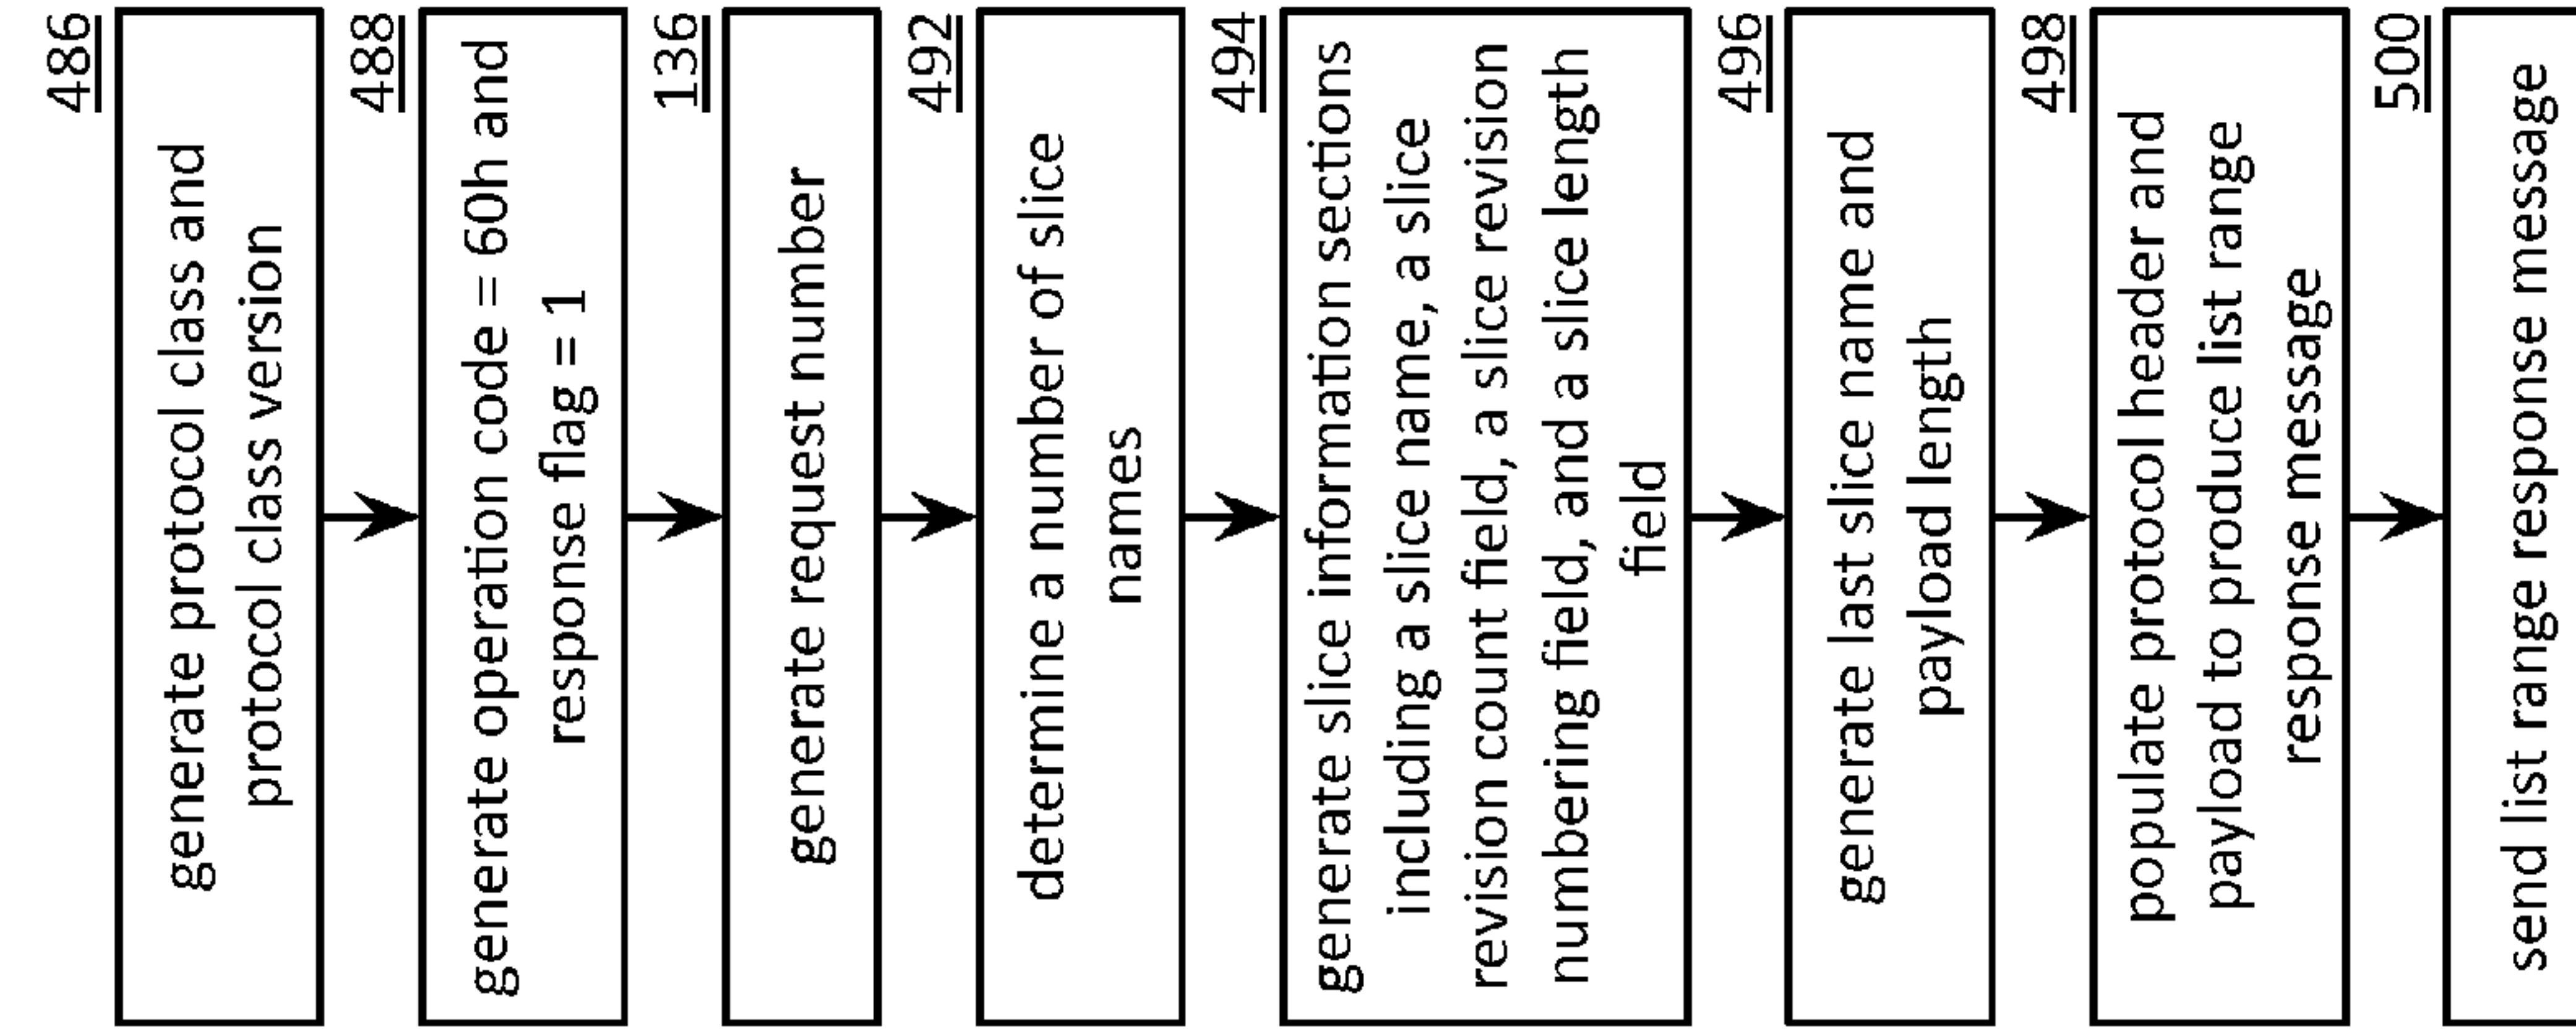 486
generate protocol class and
protocol class version
488
generate operation code = 60h and
response flag = 1
136
generate request number
492
determine a number of slice
names
494
generate slice information sections
including a slice name, a slice
revision count field, a slice revision
numbering field, and a slice length
field
496
generate last slice name and
payload length
498
populate protocol header and
payload to produce list range
response message
500
send list range response message